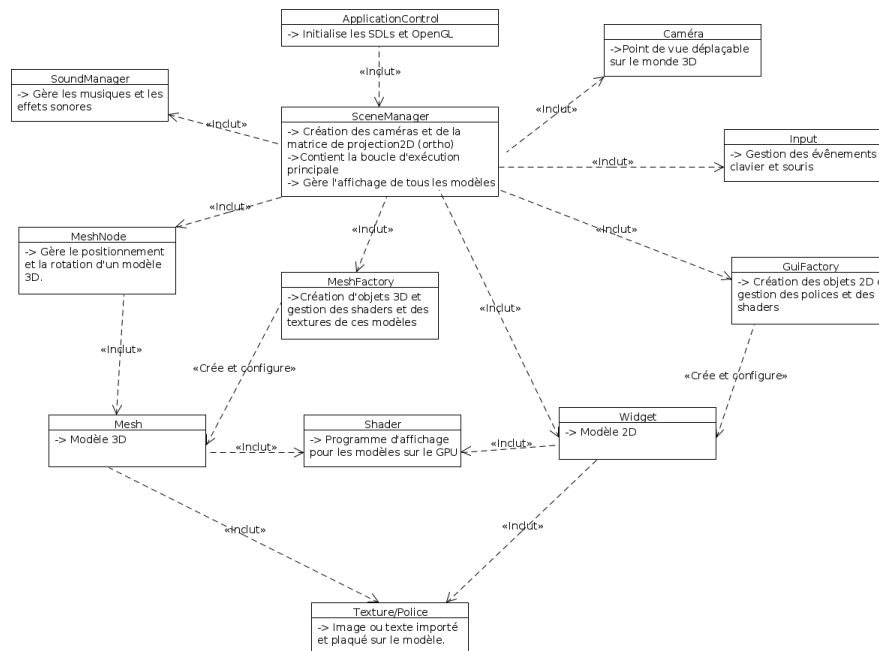 ApplicationControl
-> Initialise les SDLs et OpenGL
«Inclut»
Caméra
->Point de vue déplaçable
sur le monde 3D
SoundManager
-> Gère les musiques et les
effets sonores
«Inclut»
«Inclut»
SceneManager
-> Création des caméras et de la
matrice de projection2D (ortho)
->Contient la boucle d'exécution
principale
-> Gère l'affichage de tous les modèles
Input
-> Gestion des évênements
clavier et souris
«Inclut»
«Inclut»
«Inclut»
«Inclut»
MeshNode
-> Gère le positionnement
et la rotation d'un modèle
3D.
MeshFactory
->Création d'objets 3D et
gestion des shaders et des
textures de ces modèles
GuiFactory
-> Création des objets 2D e
gestion des polices et des
shaders
«Inclut»
«Inclut»
«Crée et configure»
«Crée et configure»
Mesh
-> Modèle 3D
Shader
-> Programme d'affichage
pour les modèles sur le GPU
Widget
-> Modèle 2D
«Inclut»
«Inclut»
«Inclut»
«Inclut»
Texture/Police
-> Image ou texte importé
et plaqué sur le modèle.